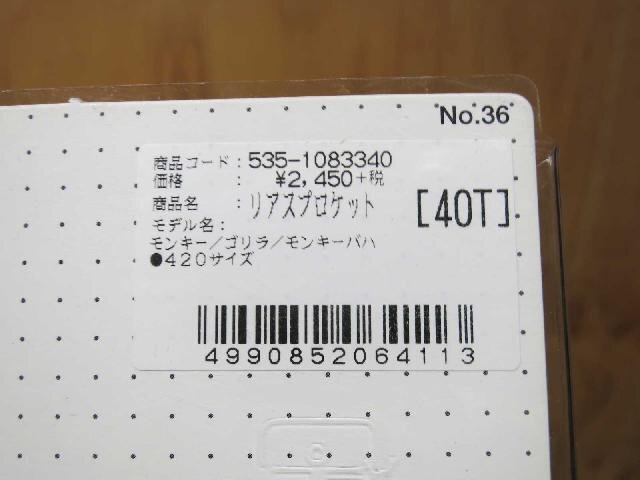 No.36
商品コード：535-1083340
価格　　　：　￥2,450+税
商品名　　：リアスプロケット　[40T]
モデル名：
モンキー／ゴリラ／モンキーバハ
●420サイズ
4990852064113